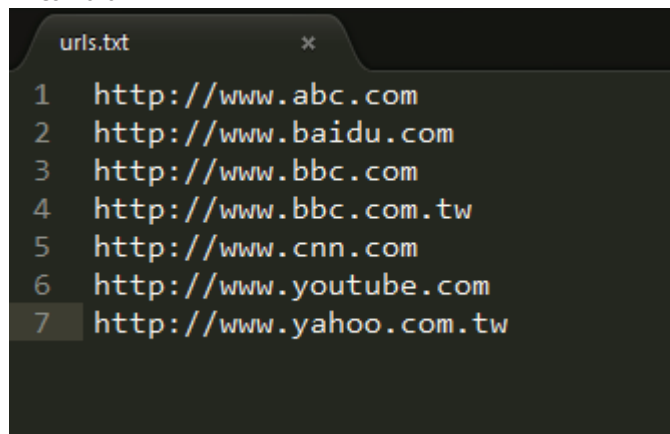 urls.txt ×
1 http://www.abc.com
2 http://www.baidu.com
3 http://www.bbc.com
4 http://www.bbc.com.tw
5 http://www.cnn.com
6 http://www.youtube.com
7 http://www.yahoo.com.tw